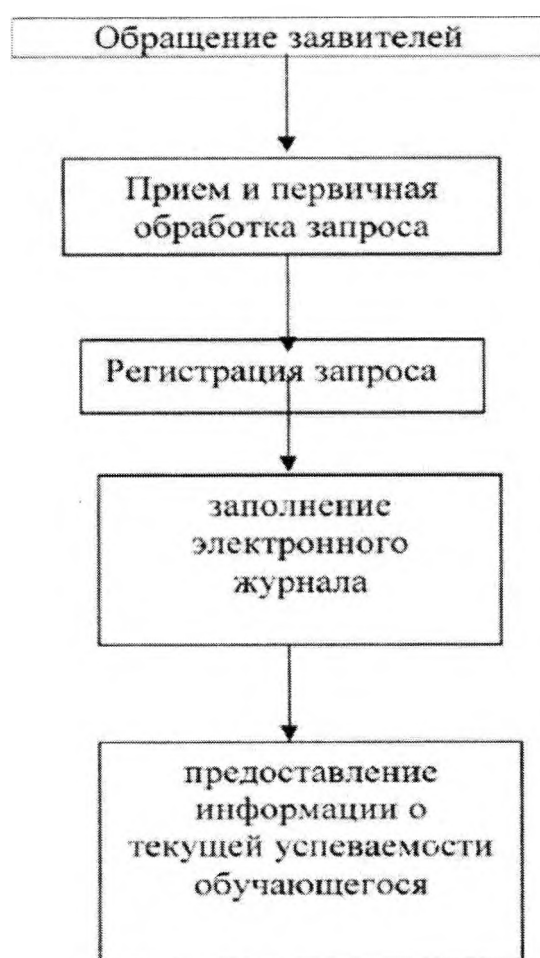 Обращение заявителей
Прием и первичная
обработка запроса
Регистрация запроса
заполнение
электронного
журнала
предоставление
информации о
текущей успеваемости
обучающегося